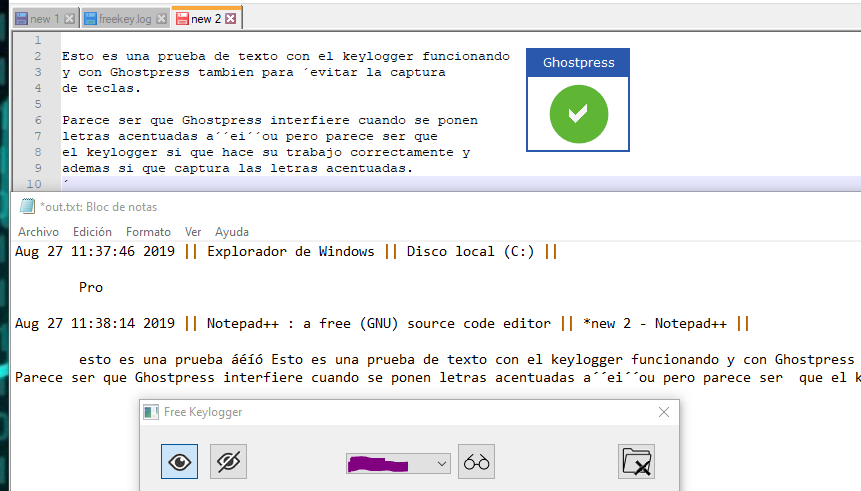 new 1 freekey.log new 2
1
2 Esto es una prueba de texto con el keylogger funcionando
3 y con Ghostpress tambien para ´evitar la captura
4 de teclas.
5
6 Parece ser que Ghostpress interfiere cuando se ponen
7 letras acentuadas a´´ei´´ou pero parece ser que
8 el keylogger si que hace su trabajo correctamente y
9 ademas si que captura las letras acentuadas.
10 ´
Ghostpress
*out.txt: Bloc de notas
Archivo Edición Formato Ver Ayuda
Aug 27 11:37:46 2019 || Explorador de Windows || Disco local (C:) ||
Pro
Aug 27 11:38:14 2019 || Notepad++ : a free (GNU) source code editor || *new 2 - Notepad++ ||
esto es una prueba áéíó Esto es una prueba de texto con el keylogger funcionando y con Ghostpress
Parece ser que Ghostpress interfiere cuando se ponen letras acentuadas a´´ei´´ou pero parece ser  que el k
Free Keylogger